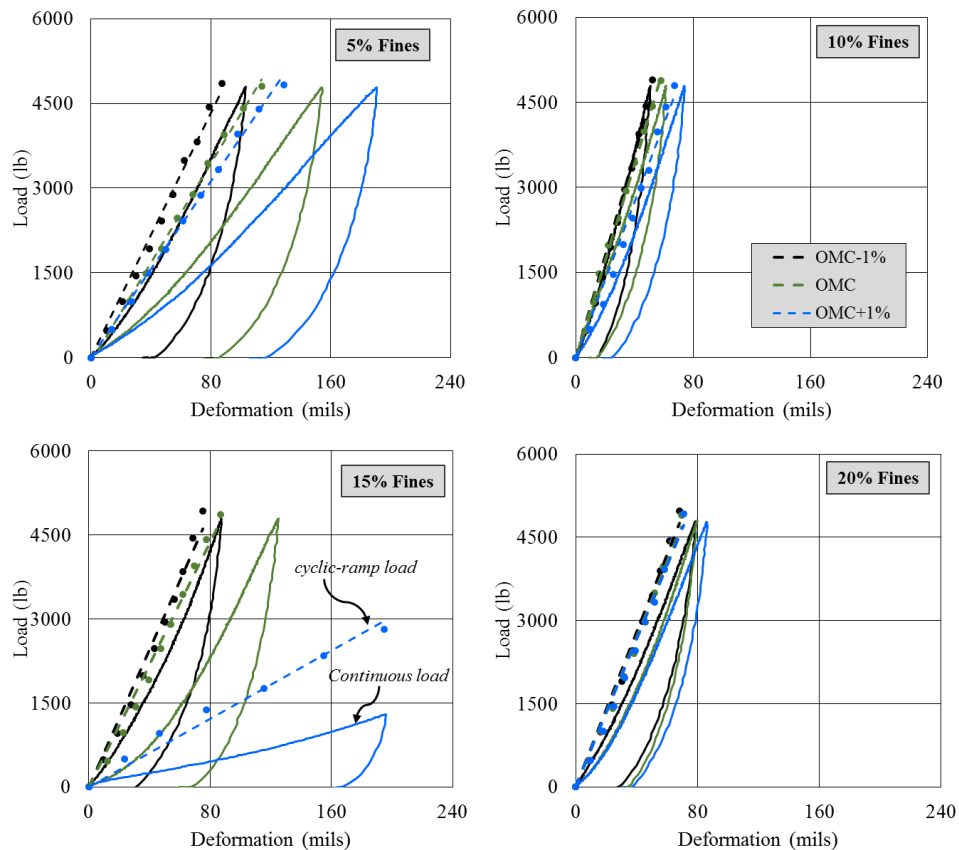 6000
5% Fines
4500
Load (lb)
3000
1500
0
0
80
160
240
Deformation (mils)
6000
10% Fines
4500
Load (lb)
3000
OMC-1%
OMC
OMC+1%
1500
0
0
80
160
240
Deformation (mils)
6000
15% Fines
4500
cyclic-ramp load
Load (lb)
3000
Continuous load
1500
0
0
80
160
240
Deformation (mils)
6000
20% Fines
4500
Load (lb)
3000
1500
0
0
80
160
240
Deformation (mils)